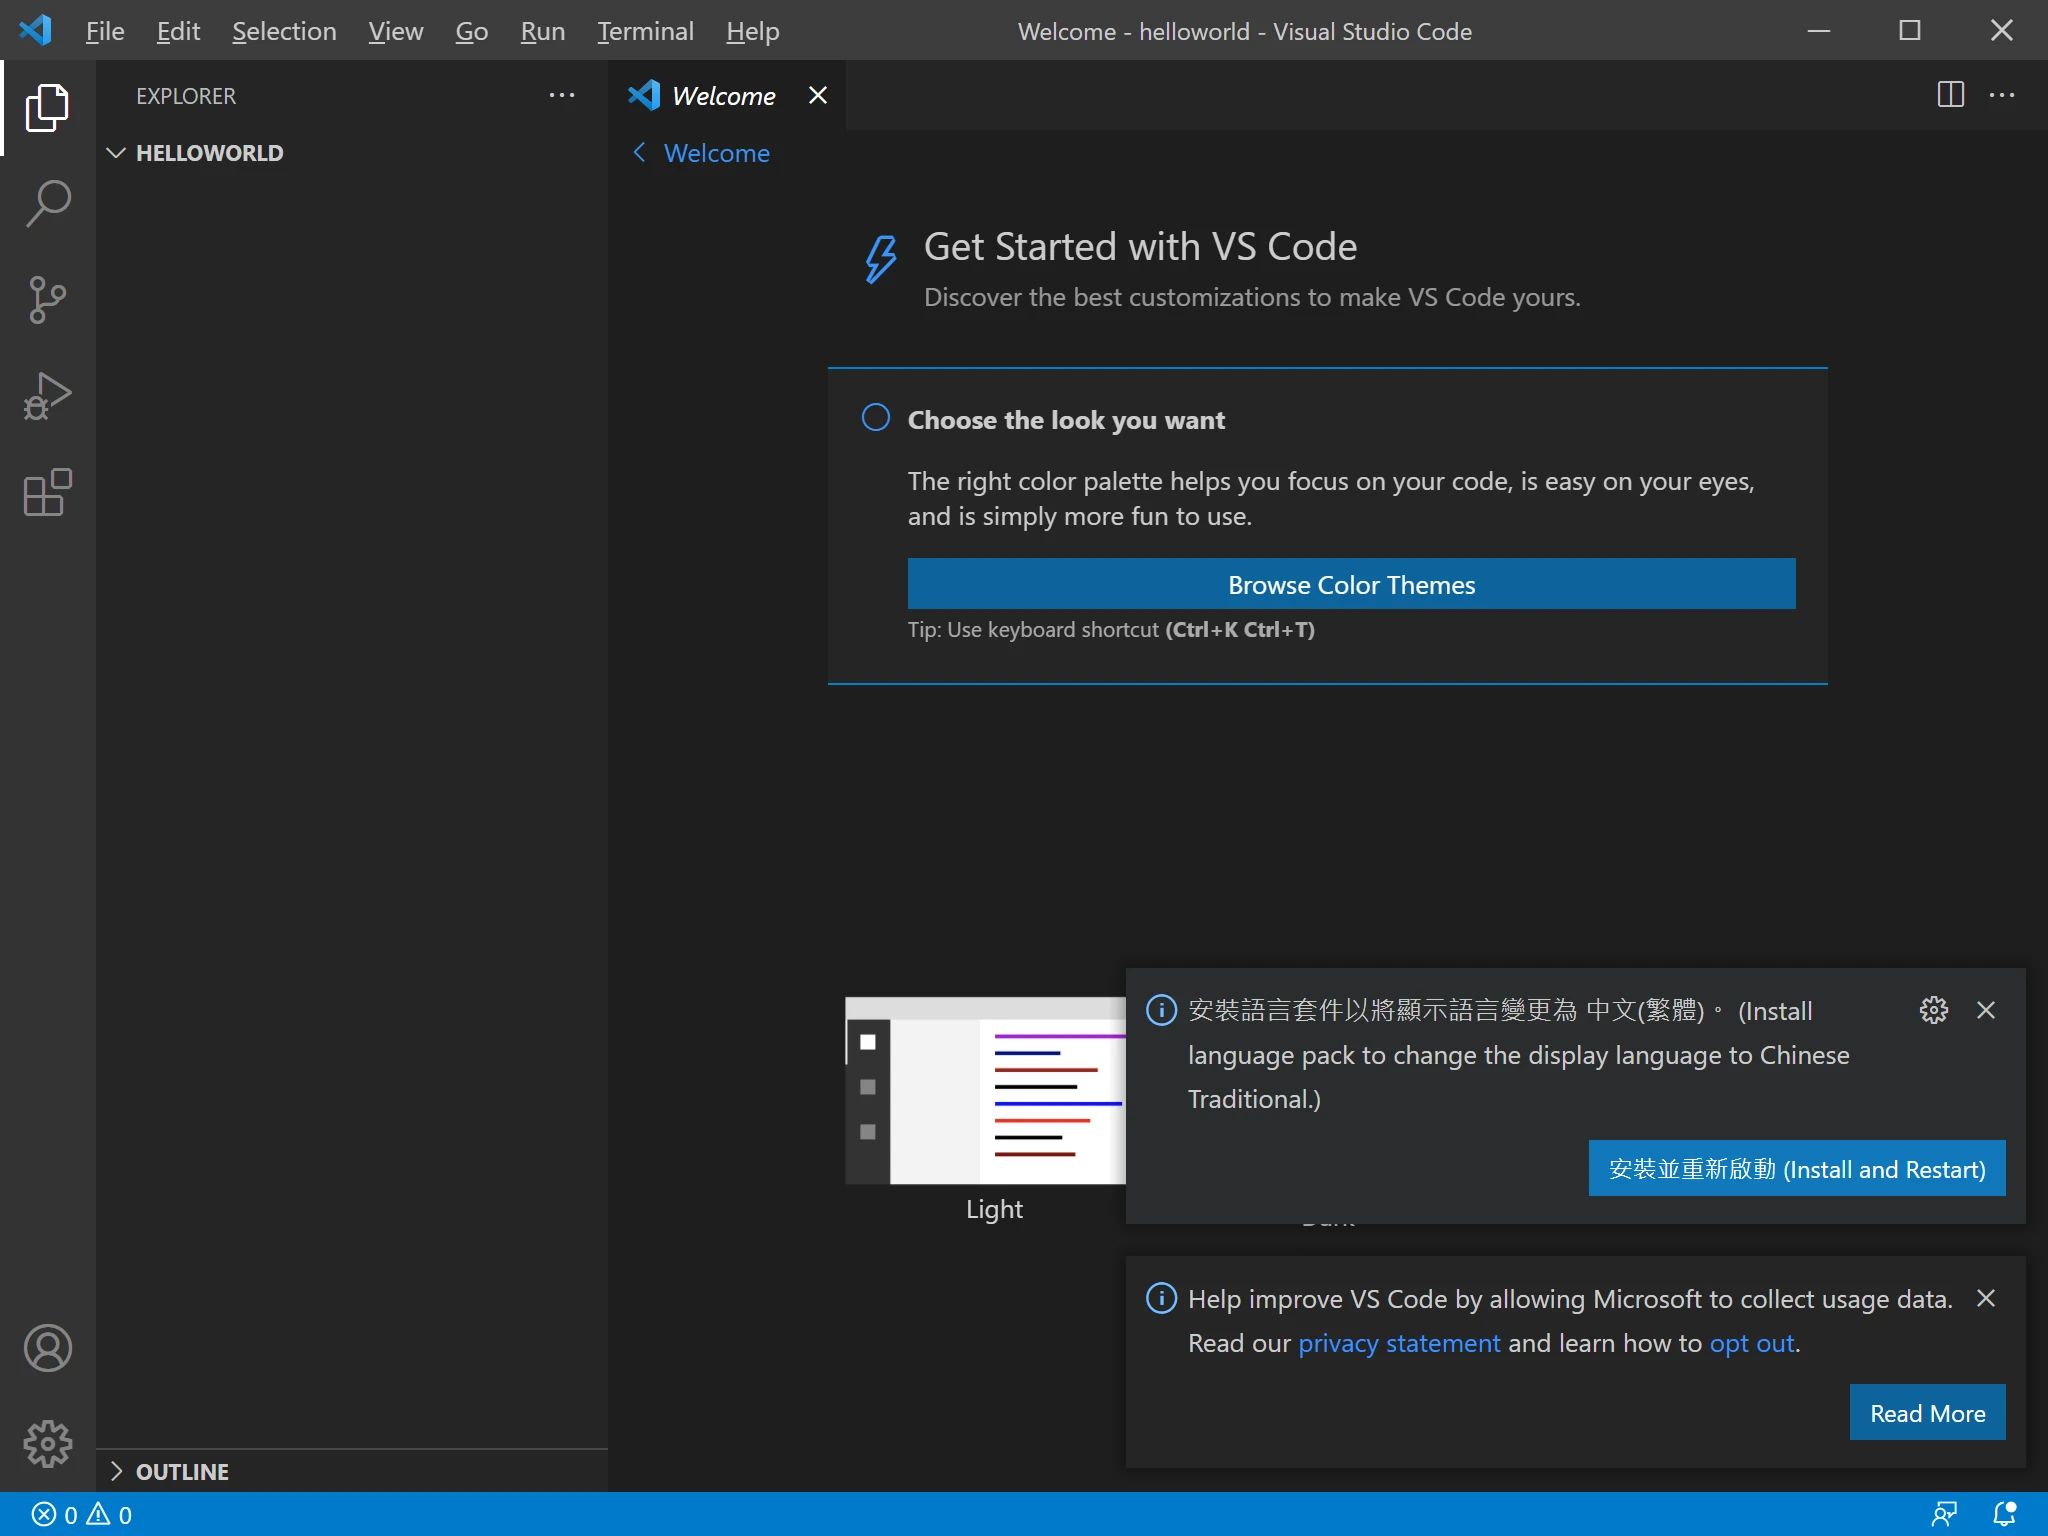 File Edit Selection View Go Run Terminal Help
Welcome - helloworld - Visual Studio Code
EXPLORER
HELLOWORLD
Welcome
Welcome
Get Started with VS Code
Discover the best customizations to make VS Code yours.
Choose the look you want
The right color palette helps you focus on your code, is easy on your eyes,
and is simply more fun to use.
Browse Color Themes
Tip: Use keyboard shortcut (Ctrl+K Ctrl+T)
Light
安裝語言套件以將顯示語言變更為 中文(繁體)。 (Install
language pack to change the display language to Chinese
Traditional.)
安裝並重新啟動 (Install and Restart)
Help improve VS Code by allowing Microsoft to collect usage data.
Read our privacy statement and learn how to opt out.
Read More
OUTLINE
0 0